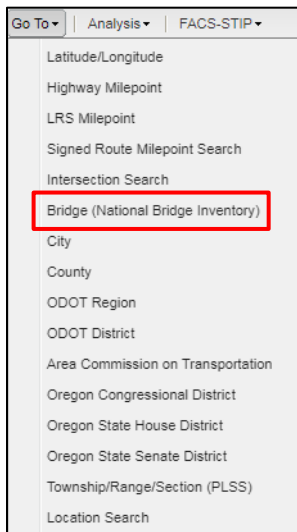 Go To▾ | Analysis▾ | FACS-STIP▾
Latitude/Longitude
Highway Milepoint
LRS Milepoint
Signed Route Milepoint Search
Intersection Search
Bridge (National Bridge Inventory)
City
County
ODOT Region
ODOT District
Area Commission on Transportation
Oregon Congressional District
Oregon State House District
Oregon State Senate District
Township/Range/Section (PLSS)
Location Search